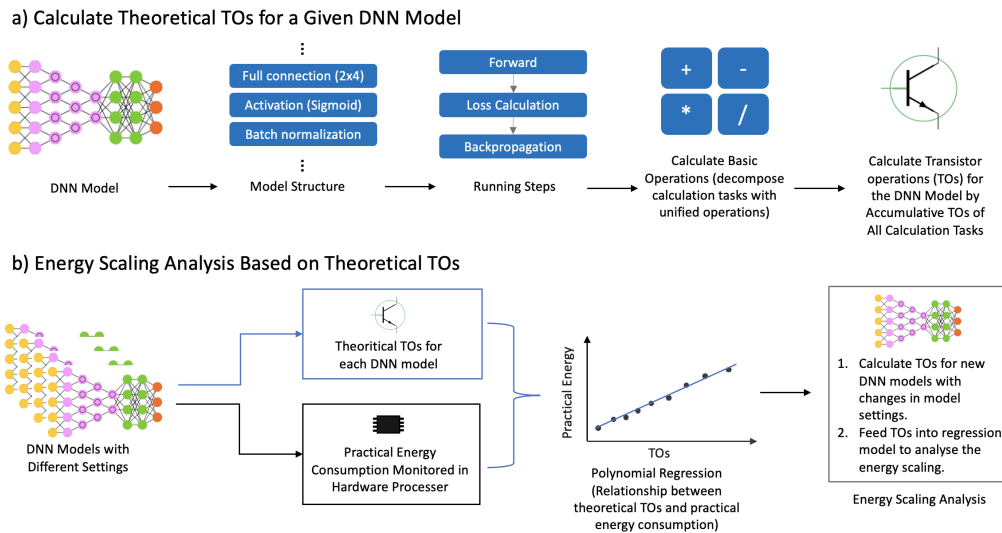 a) Calculate Theoretical TOs for a Given DNN Model
DNN Model
Full connection (2x4)
Activation (Sigmoid)
Batch normalization
Model Structure
Forward
Loss Calculation
Backpropagation
Running Steps
+
-
*
/
Calculate Basic
Operations (decompose
calculation tasks with
unified operations)
Calculate Transistor
operations (TOs) for
the DNN Model by
Accumulative TOs of
All Calculation Tasks
b) Energy Scaling Analysis Based on Theoretical TOs
DNN Models with
Different Settings
Theoritical TOs for
each DNN model
Practical Energy
Consumption Monitored in
Hardware Processer
Practical Energy
TOs
Polynomial Regression
(Relationship between
theoretical TOs and practical
energy consumption)
1. Calculate TOs for new
DNN models with
changes in model
settings.
2. Feed TOs into regression
model to analyse the
energy scaling.
Energy Scaling Analysis